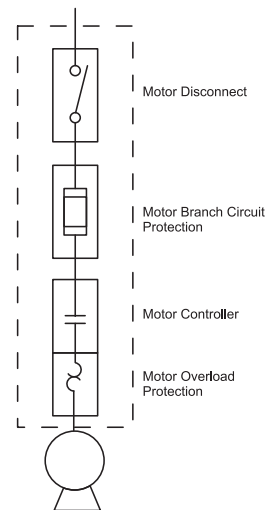 Motor Disconnect
Motor Branch Circuit
Protection
Motor Controller
Motor Overload
Protection